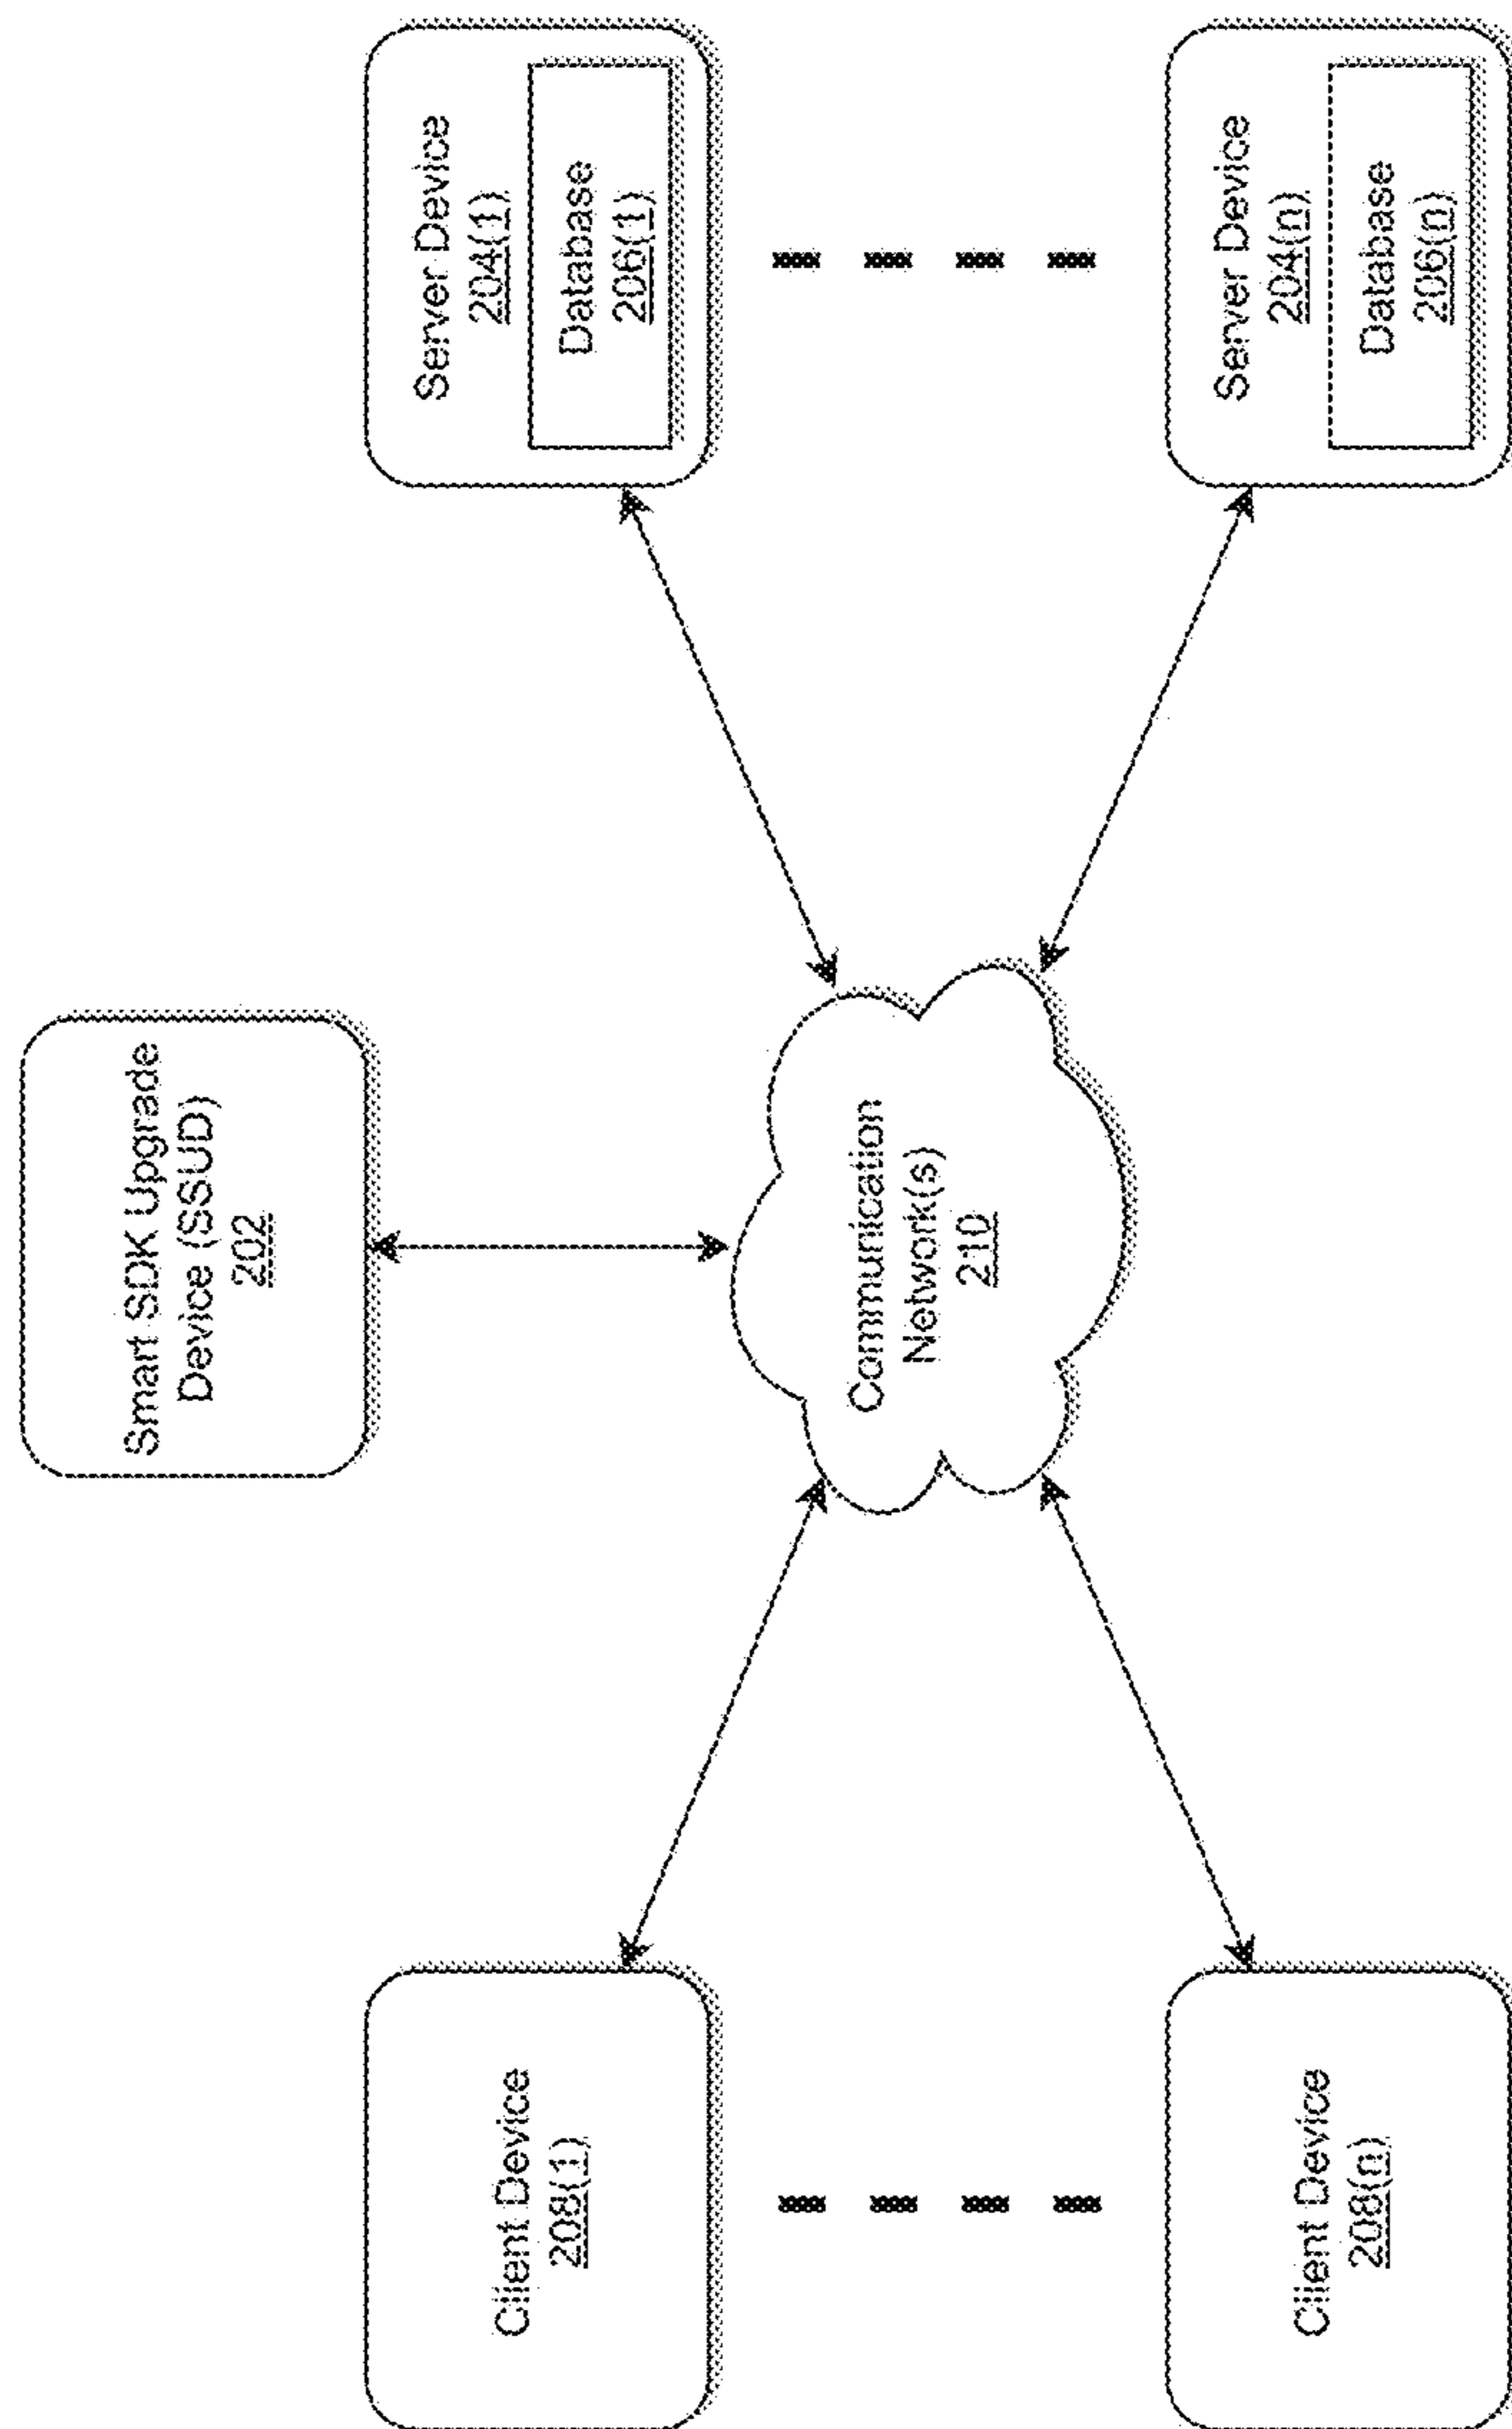 Smart SDK Upgrade
Device (SSUD)
202
Client Device
208(1)
Communication
Network(s)
210
Server Device
204(1)
Database
206(1)
Client Device
208(n)
Server Device
204(n)
Database
206(n)